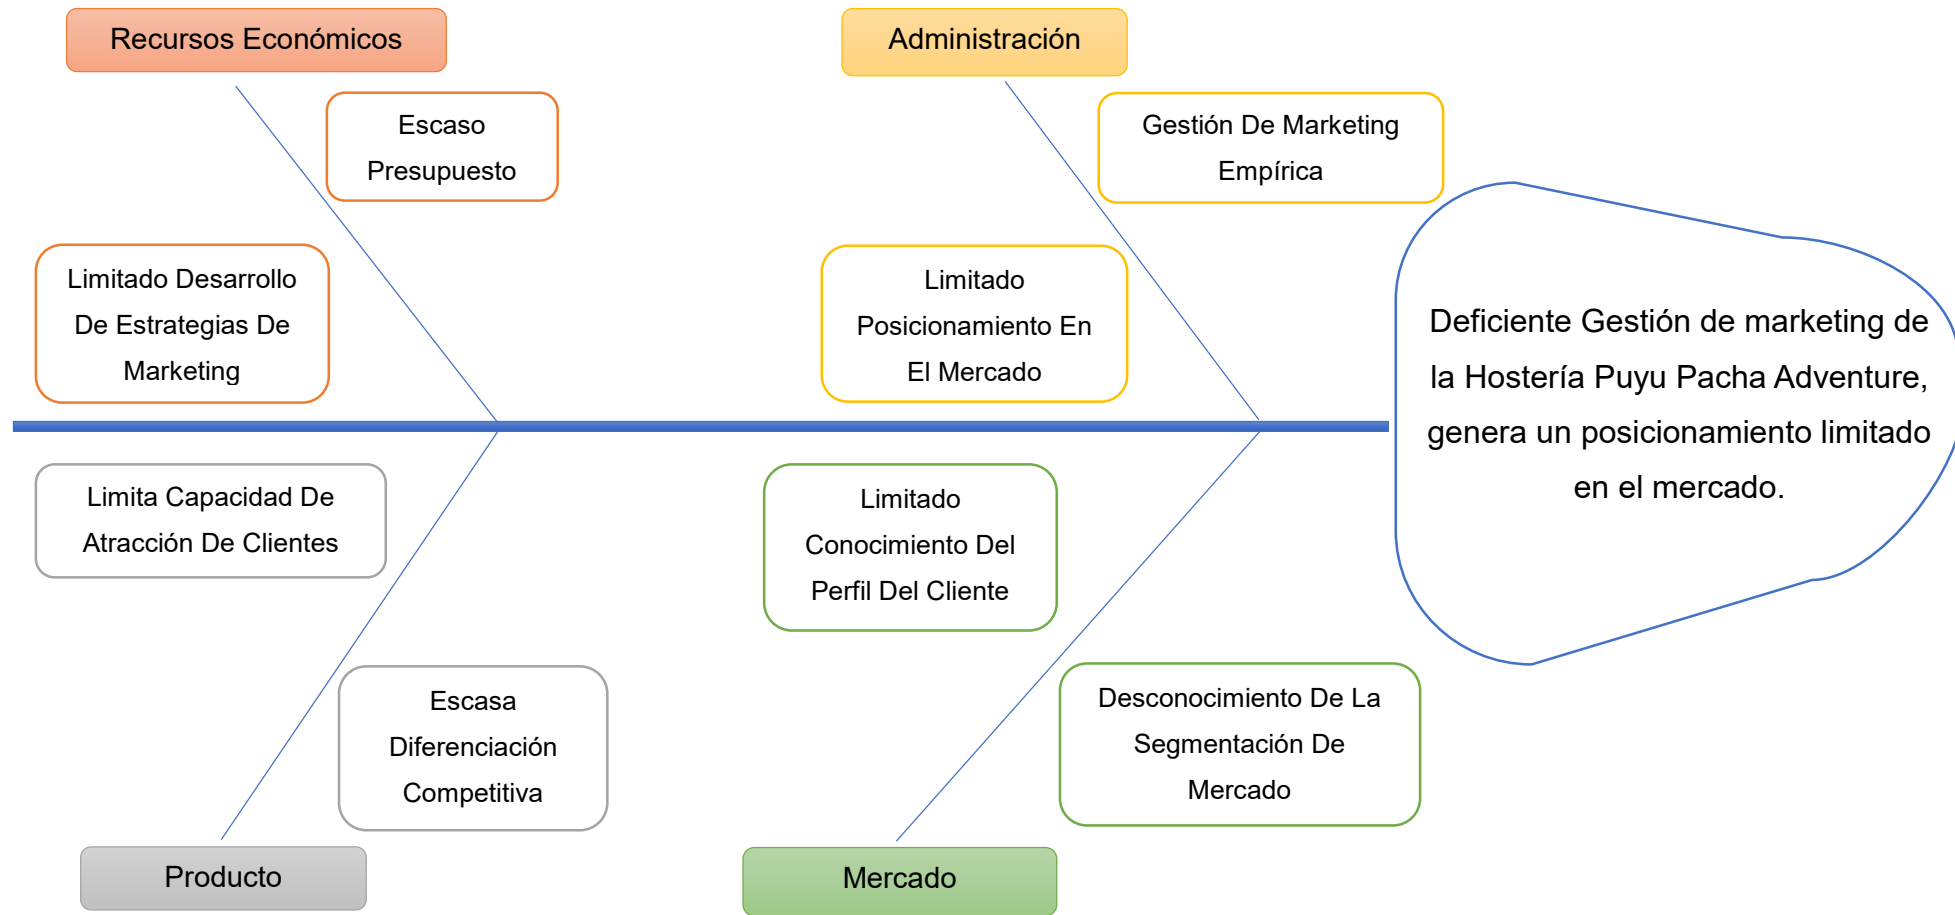 Recursos Económicos
Administración
Escaso
Presupuesto
Gestión De Marketing
Empírica
Limitado Desarrollo
De Estrategias De
Marketing
Limitado
Posicionamiento En
El Mercado
Deficiente Gestión de marketing de
la Hostería Puyu Pacha Adventure,
genera un posicionamiento limitado
en el mercado.
Limita Capacidad De
Atracción De Clientes
Limitado
Conocimiento Del
Perfil Del Cliente
Escasa
Diferenciación
Competitiva
Desconocimiento De La
Segmentación De
Mercado
Producto
Mercado